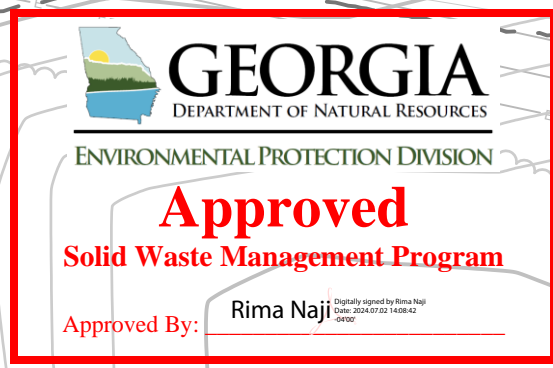 GEORGIA
DEPARTMENT OF NATURAL RESOURCES
ENVIRONMENTAL PROTECTION DIVISION
Approved
Solid Waste Management Program
Approved By: Rima Naji
Digitally signed by Rima Naji
Date: 2024.07.02 14:08:42
-04'00'